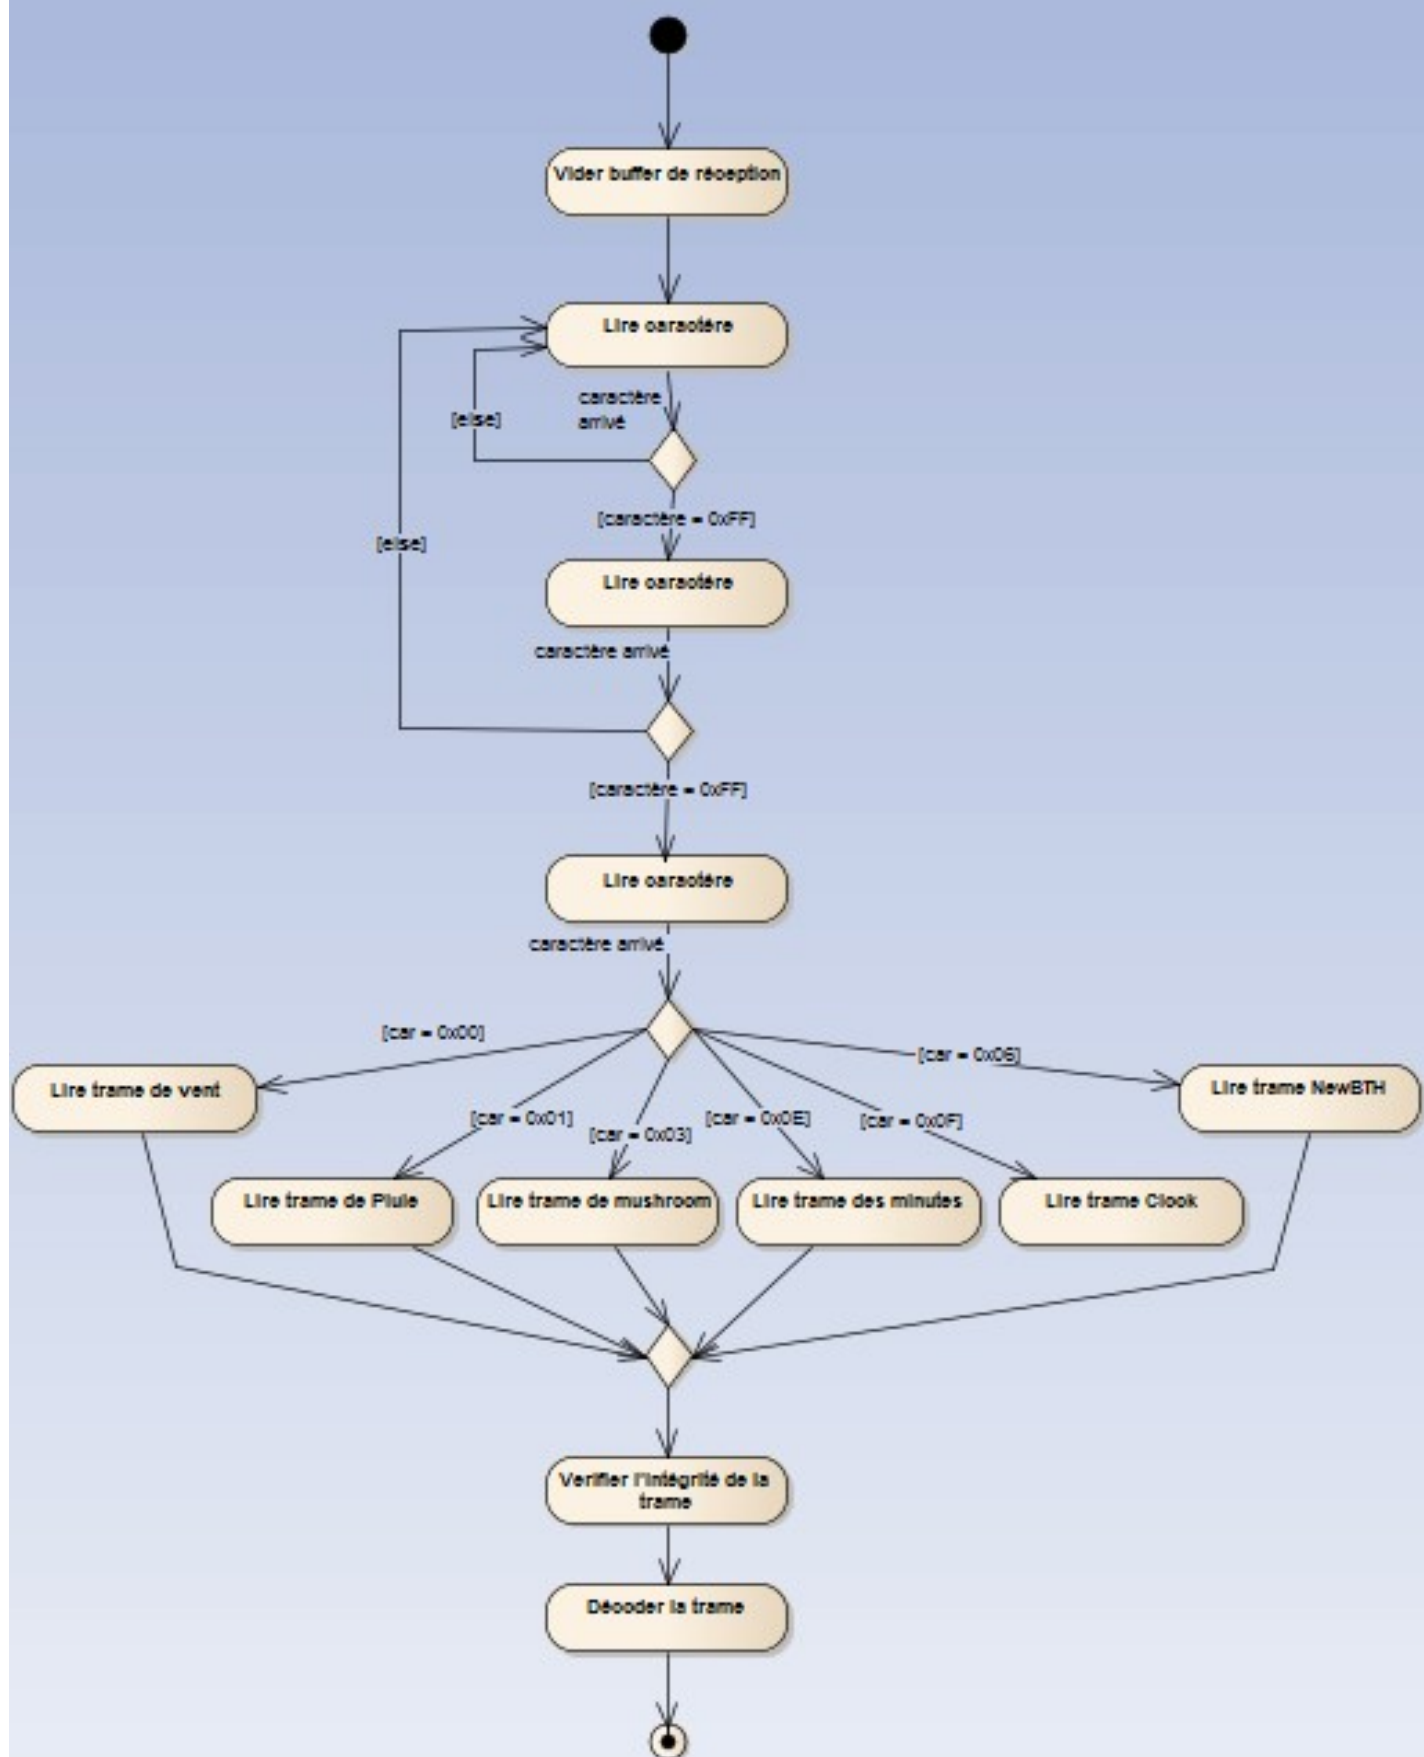 Vider buffer de réception
Lire caractère
caractère
arrivé
[else]
[caractère = 0xFF]
[else]
Lire caractère
caractère arrivé
[caractère = 0xFF]
Lire caractère
caractère arrivé
[car = 0x00]
[car = 0x06]
Lire trame de vent
Lire trame NewBTH
[car = 0x01]
[car = 0x03]
[car = 0x0E]
[car = 0x0F]
Lire trame de Pluie
Lire trame de mushroom
Lire trame des minutes
Lire trame Clock
Verifier l'intégrité de la
trame
Décoder la trame